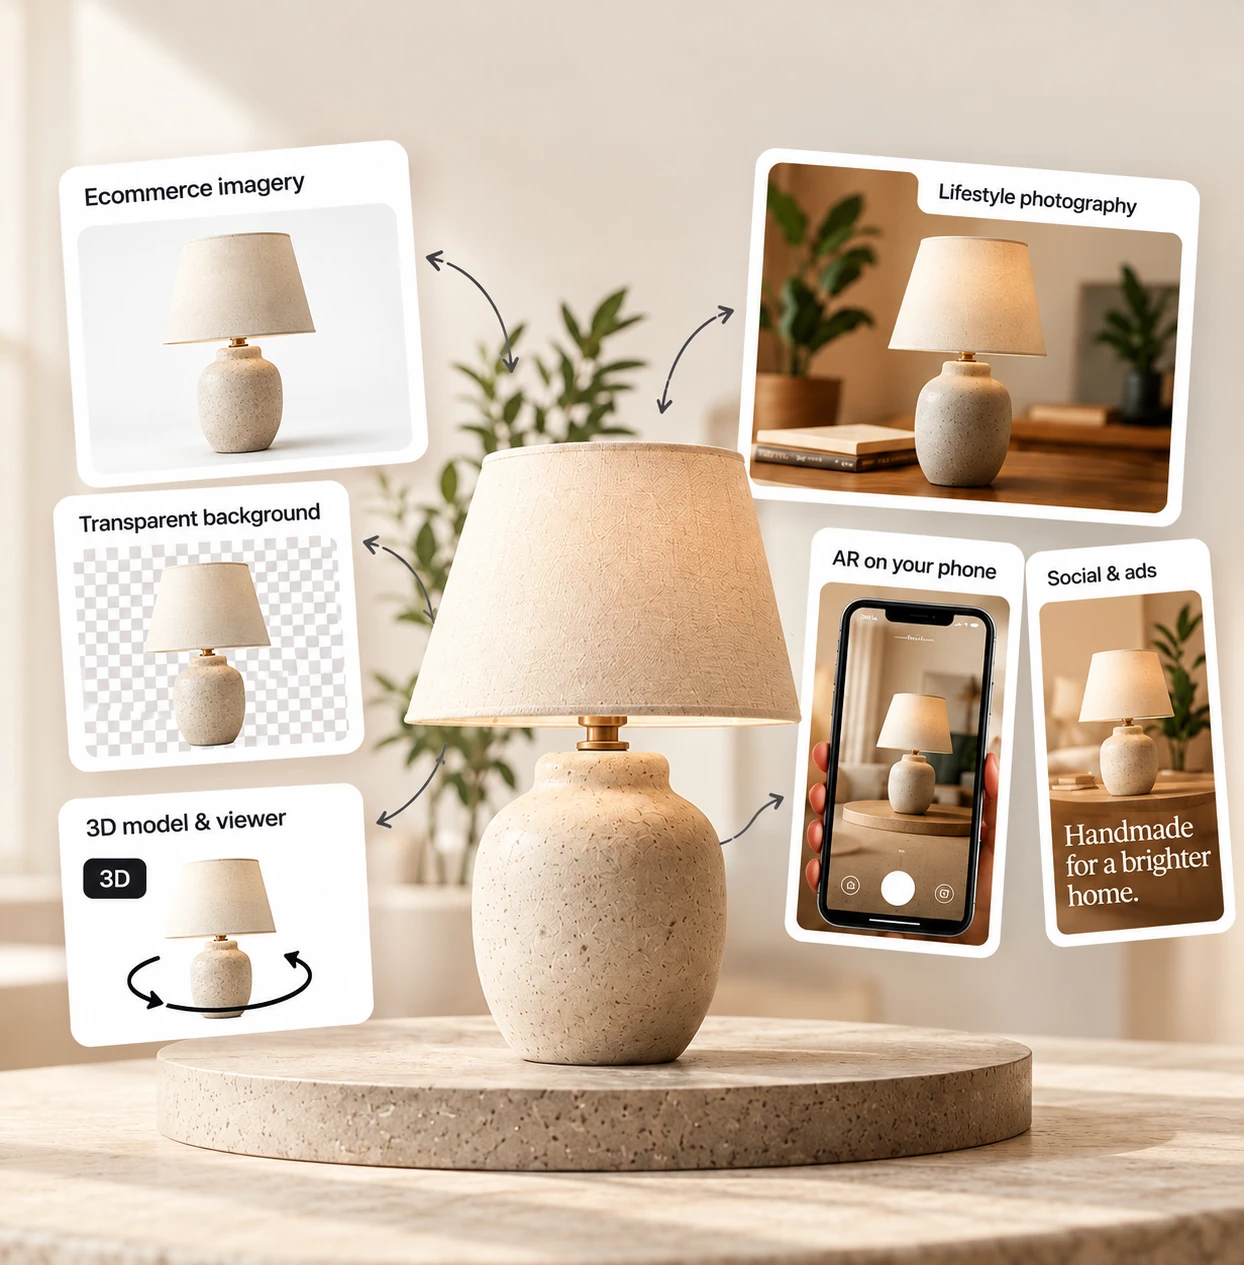 Ecommerce imagery
Lifestyle photography
Transparent background
AR on your phone
Social & ads
3D model & viewer
3D
Handmade
for a brighter
home.